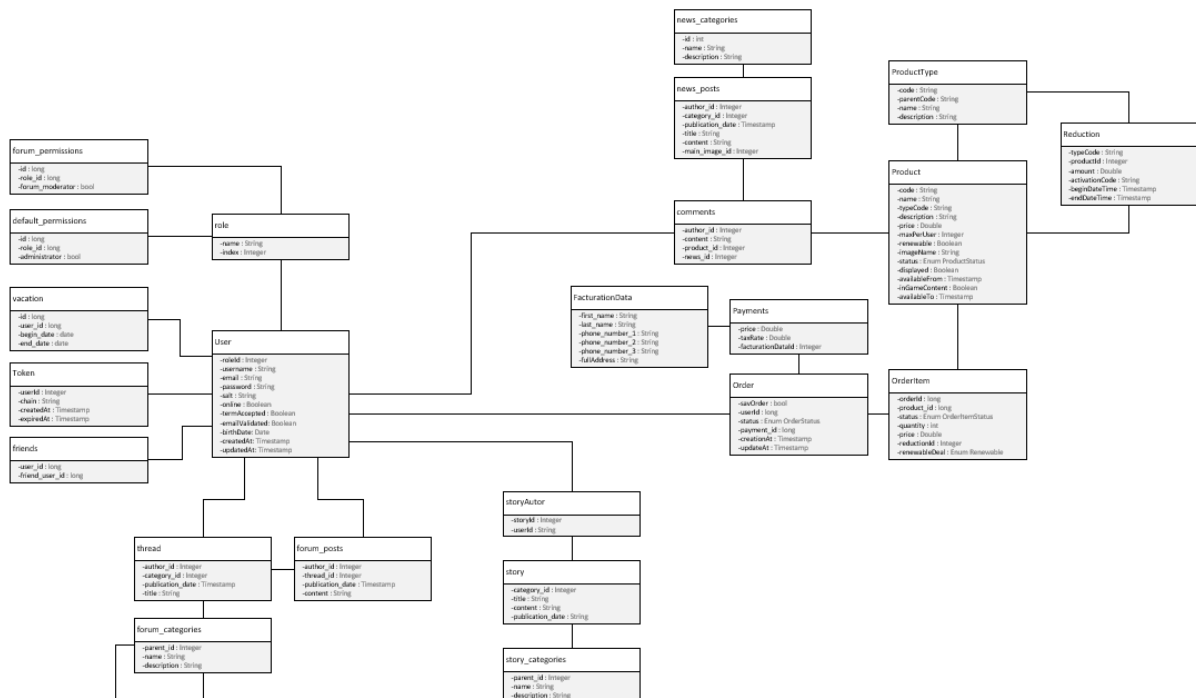 news_categories
-id : int
-name : String
-description : String
news_posts
-author_id : Integer
-category_id : Integer
-publication_date : Timestamp
-title : String
-content : String
-main_image_id : Integer
ProductType
-code : String
-parentCode : String
-name : String
-description : String
Reduction
-typeCode : String
-productId : Integer
-amount : Double
-activationCode : String
-beginDateTime : Timestamp
-endDateTime : Timestamp
forum_permissions
-id : long
-role_id : long
-forum_moderator : bool
default_permissions
-id : long
-role_id : long
-administrator : bool
role
-name : String
-index : Integer
comments
-author_id : Integer
-content : String
-product_id : Integer
-news_id : Integer
Product
-code : String
-name : String
-typeCode : String
-description : String
-price : Double
-maxPerUser : Integer
-renewable : Boolean
-imageName : String
-status : Enum ProductStatus
-displayed : Boolean
-availableFrom : Timestamp
-inGameContent : Boolean
-availableTo : Timestamp
vacation
-id : long
-user_id : long
-begin_date : date
-end_date : date
FacturationData
-first_name : String
-last_name : String
-phone_number_1 : String
-phone_number_2 : String
-phone_number_3 : String
-fullAddress : String
Payments
-price : Double
-taxRate : Double
-facturationDataId : Integer
User
-roleId : Integer
-username : String
-email : String
-password : String
-salt : String
-online : Boolean
-termAccepted : Boolean
-emailValidated: Boolean
-birthDate: Date
-createdAt: Timestamp
-updatedAt: Timestamp
Token
-userId : Integer
-chain : String
-createdAt : Timestamp
-expiredAt : Timestamp
Order
-savOrder : bool
-userId : long
-status : Enum OrderStatus
-payment_id : long
-creationAt : Timestamp
-updateAt : Timestamp
OrderItem
-orderId : long
-product_id : long
-status : Enum OrderItemStatus
-quantity : int
-price : Double
-reductionId : Integer
-renewableDeal : Enum Renewable
friends
-user_id : long
-friend_user_id : long
storyAutor
-storyId : Integer
-userId : String
thread
-author_id : Integer
-category_id : Integer
-publication_date : Timestamp
-title : String
forum_posts
-author_id : Integer
-thread_id : Integer
-publication_date : Timestamp
-content : String
story
-category_id : Integer
-title : String
-content : String
-publication_date : String
forum_categories
-parent_id : Integer
-name : String
-description : String
story_categories
-parent_id : Integer
-name : String
-description : String